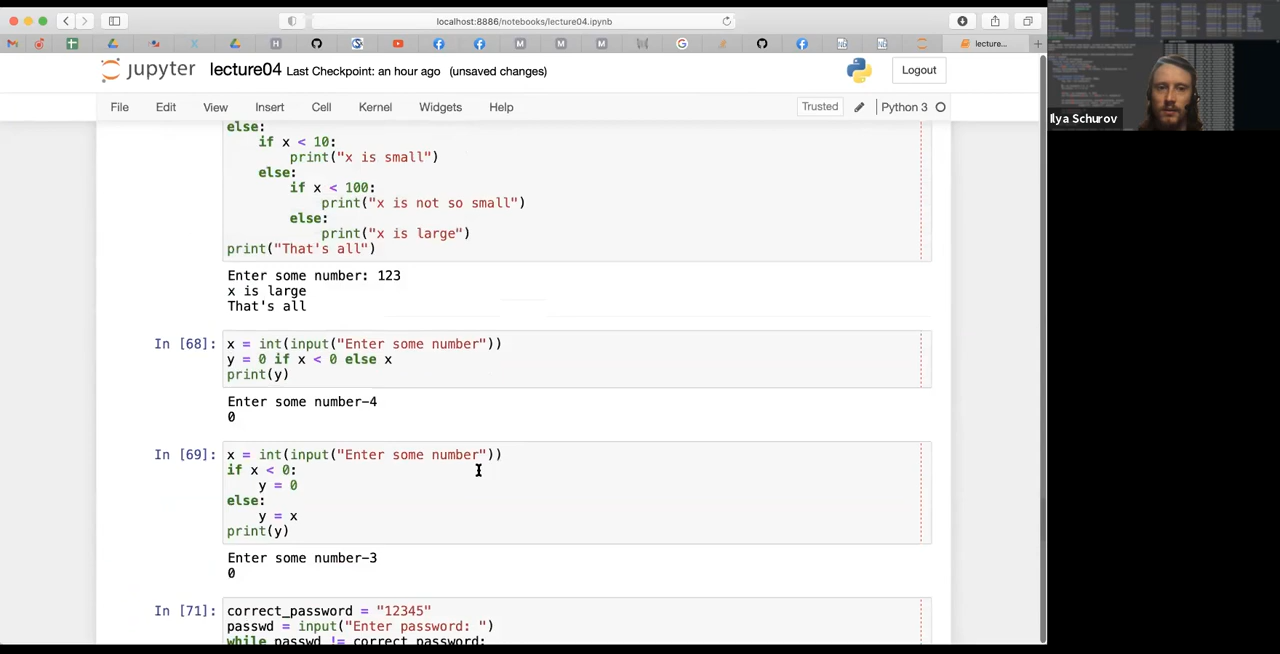 localhost:8886/notebooks/lecture04.ipynb
lecture...
jupyter lecture04 Last Checkpoint: an hour ago (unsaved changes)
Logout
File Edit View Insert Cell Kernel Widgets Help
Trusted
Python 3
Ilya Schurov
else:
    if x < 10:
        print("x is small")
    else:
        if x < 100:
            print("x is not so small")
        else:
            print("x is large")
print("That's all")
Enter some number: 123
x is large
That's all
In [68]: x = int(input("Enter some number"))
y = 0 if x < 0 else x
print(y)
Enter some number-4
0
In [69]: x = int(input("Enter some number"))
if x < 0:
    y = 0
else:
    y = x
print(y)
Enter some number-3
0
In [71]: correct_password = "12345"
passwd = input("Enter password: ")
while passwd != correct_password: